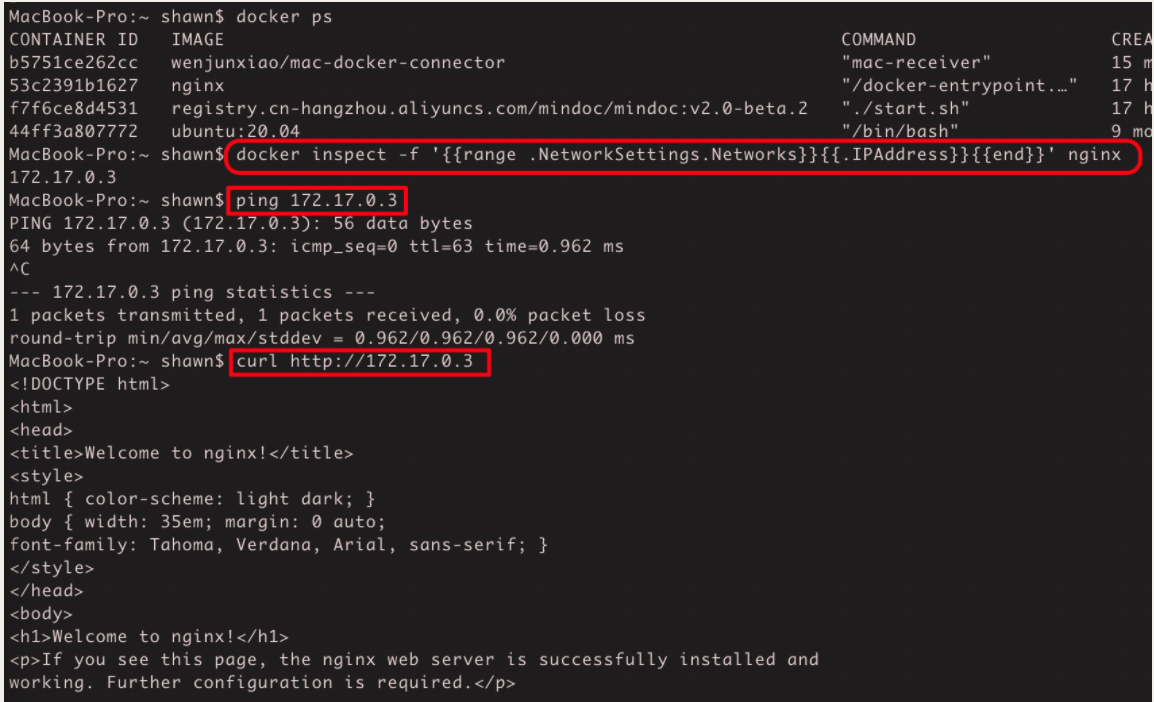 MacBook-Pro:~ shawn$ docker ps
CONTAINER ID   IMAGE                                                          COMMAND                  CREA
b5751ce262cc   wenjunxiao/mac-docker-connector                                "mac-receiver"           15 m
53c2391b1627   nginx                                                          "/docker-entrypoint.…"   17 h
f7f6ce8d4531   registry.cn-hangzhou.aliyuncs.com/mindoc/mindoc:v2.0-beta.2   "./start.sh"             17 h
44ff3a807772   ubuntu:20.04                                                   "/bin/bash"              9 mo
MacBook-Pro:~ shawn$ docker inspect -f '{{range .NetworkSettings.Networks}}{{.IPAddress}}{{end}}' nginx
172.17.0.3
MacBook-Pro:~ shawn$ ping 172.17.0.3
PING 172.17.0.3 (172.17.0.3): 56 data bytes
64 bytes from 172.17.0.3: icmp_seq=0 ttl=63 time=0.962 ms
^C
--- 172.17.0.3 ping statistics ---
1 packets transmitted, 1 packets received, 0.0% packet loss
round-trip min/avg/max/stddev = 0.962/0.962/0.962/0.000 ms
MacBook-Pro:~ shawn$ curl http://172.17.0.3
<!DOCTYPE html>
<html>
<head>
<title>Welcome to nginx!</title>
<style>
html { color-scheme: light dark; }
body { width: 35em; margin: 0 auto;
font-family: Tahoma, Verdana, Arial, sans-serif; }
</style>
</head>
<body>
<h1>Welcome to nginx!</h1>
<p>If you see this page, the nginx web server is successfully installed and
working. Further configuration is required.</p>